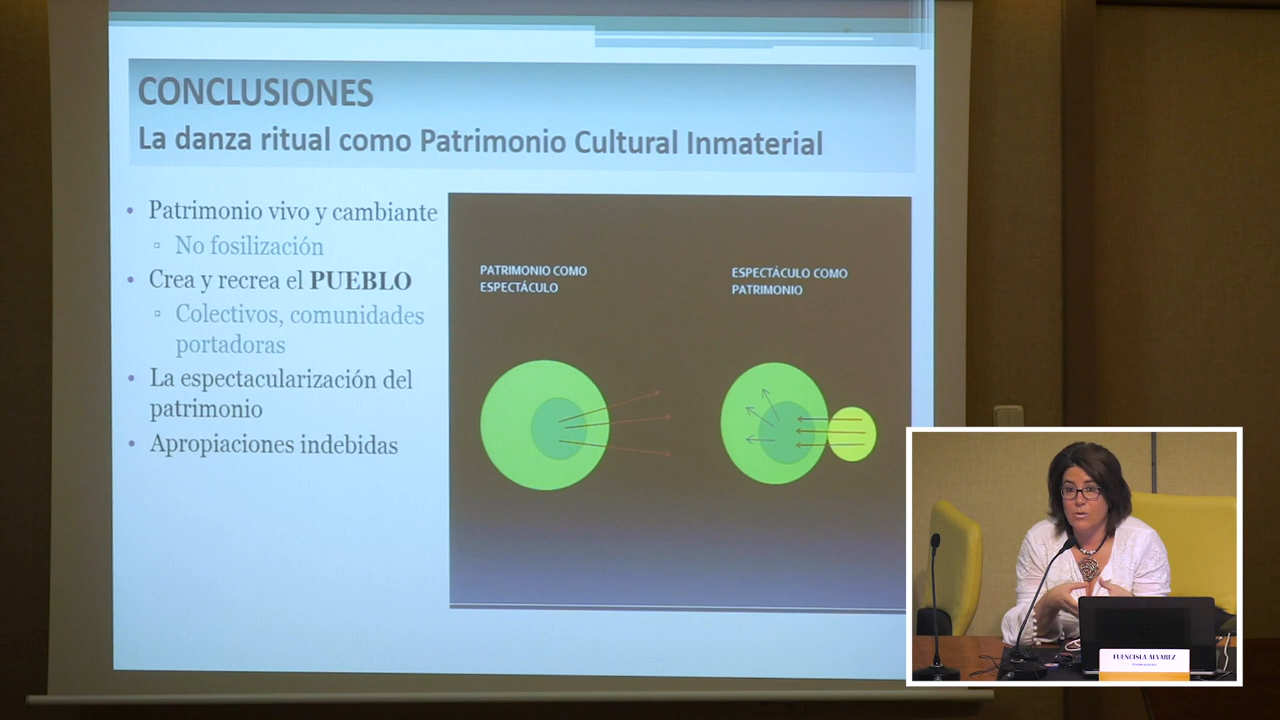 CONCLUSIONES
La danza ritual como Patrimonio Cultural Inmaterial
• Patrimonio vivo y cambiante
▫ No fosilización
• Crea y recrea el PUEBLO
▫ Colectivos, comunidades
portadoras
• La espectacularización del
patrimonio
• Apropiaciones indebidas
PATRIMONIO COMO
ESPECTÁCULO
ESPECTÁCULO COMO
PATRIMONIO
FUENCISLA ÁLVAREZ